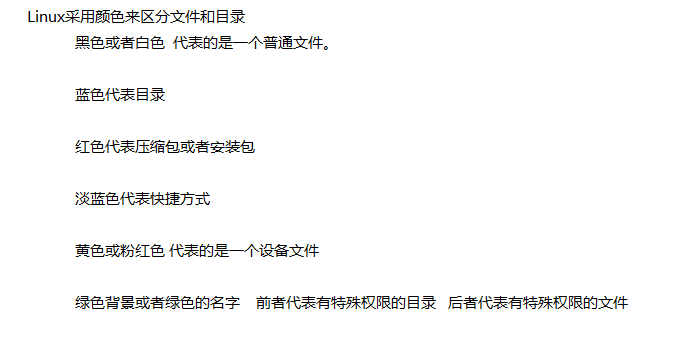 Linux采用颜色来区分文件和目录
黑色或者白色 代表的是一个普通文件。
蓝色代表目录
红色代表压缩包或者安装包
淡蓝色代表快捷方式
黄色或粉红色 代表的是一个设备文件
绿色背景或者绿色的名字 前者代表有特殊权限的目录 后者代表有特殊权限的文件